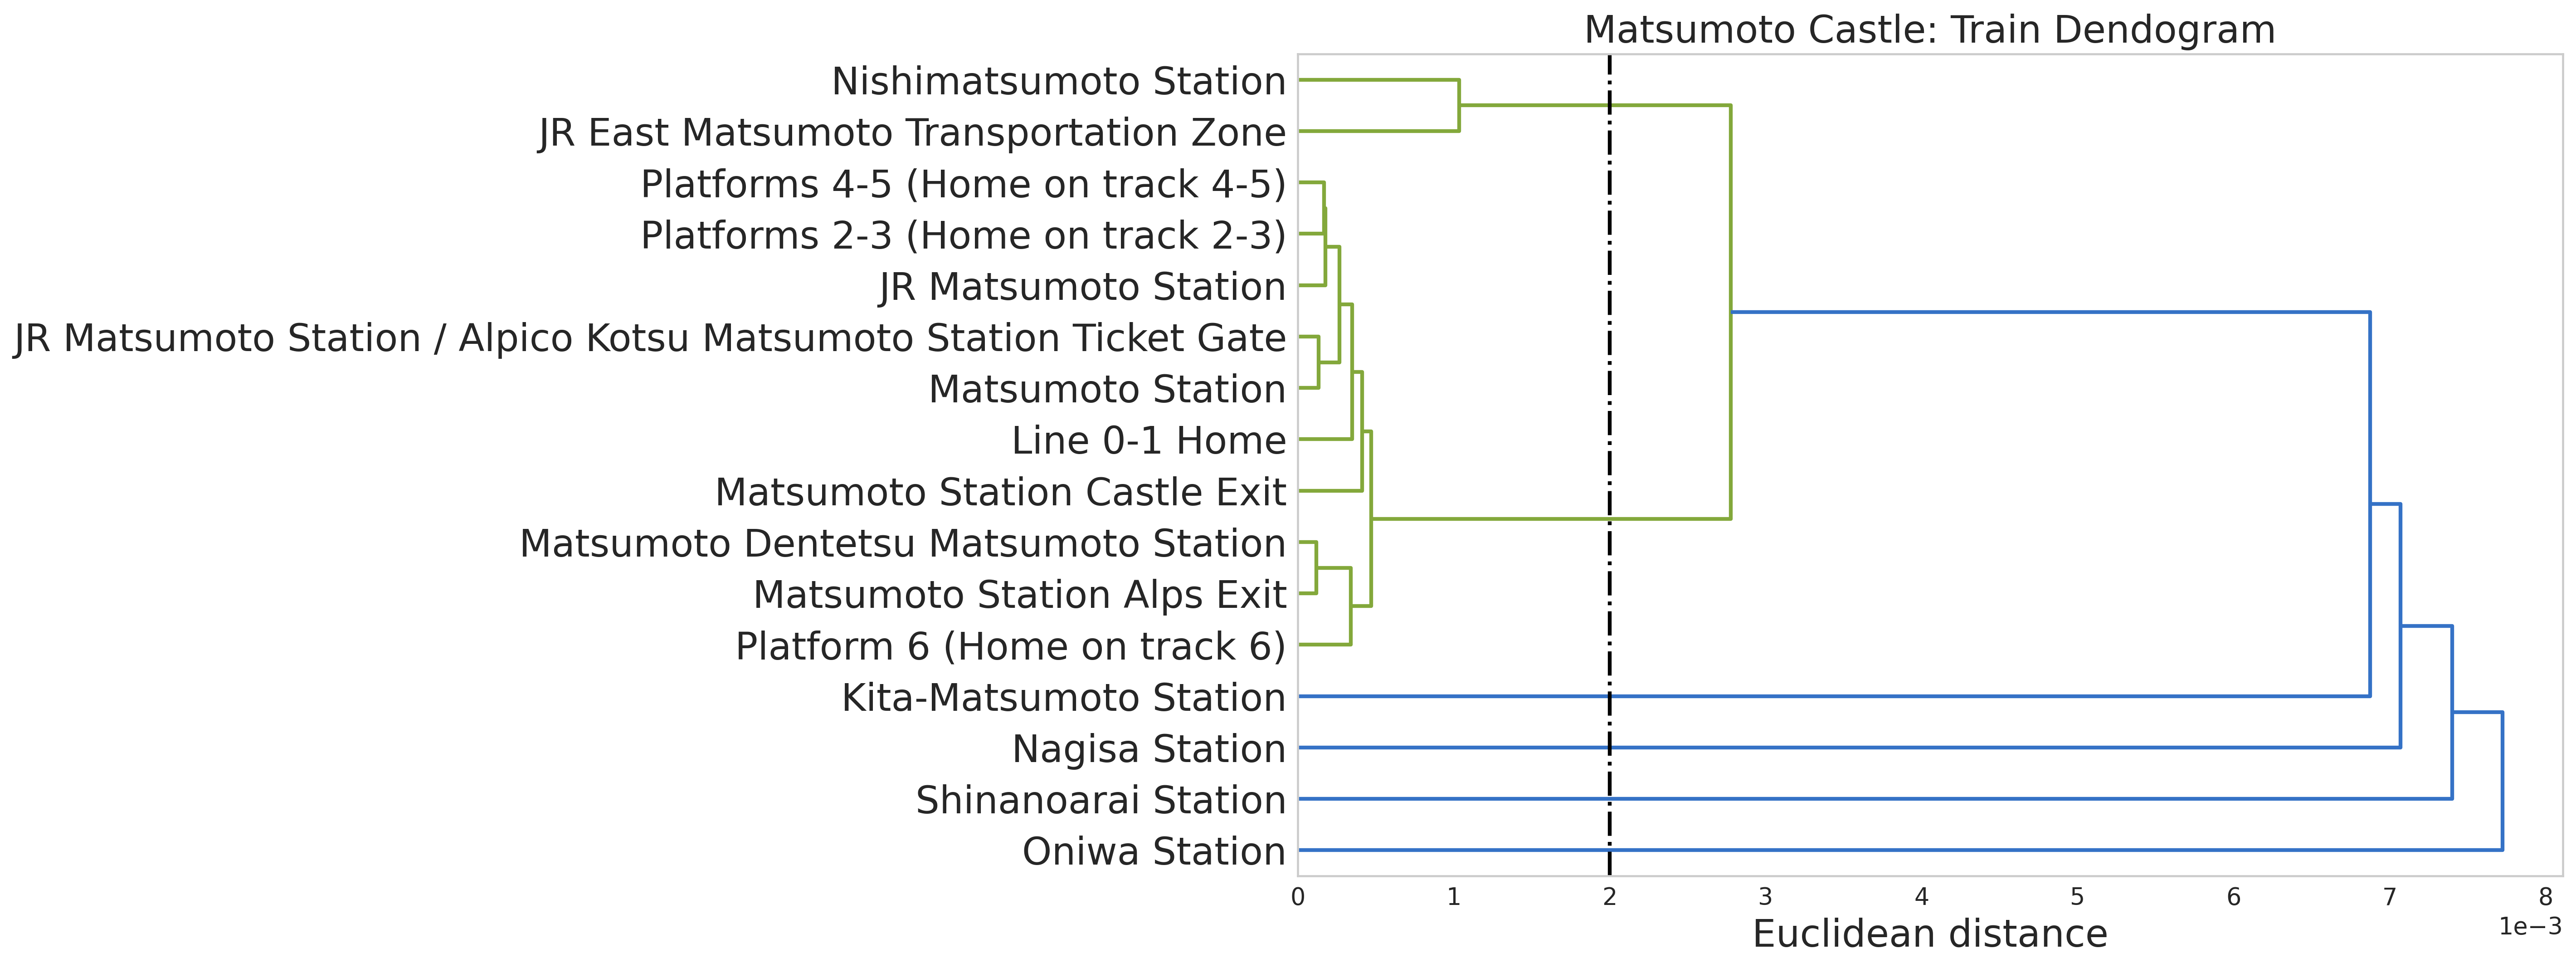 Matsumoto Castle: Train Dendogram
Nishimatsumoto Station
JR East Matsumoto Transportation Zone
Platforms 4-5 (Home on track 4-5)
Platforms 2-3 (Home on track 2-3)
JR Matsumoto Station
JR Matsumoto Station / Alpico Kotsu Matsumoto Station Ticket Gate
Matsumoto Station
Line 0-1 Home
Matsumoto Station Castle Exit
Matsumoto Dentetsu Matsumoto Station
Matsumoto Station Alps Exit
Platform 6 (Home on track 6)
Kita-Matsumoto Station
Nagisa Station
Shinanoarai Station
Oniwa Station
0 1 2 3 4 5 6 7 8
1e−3
Euclidean distance